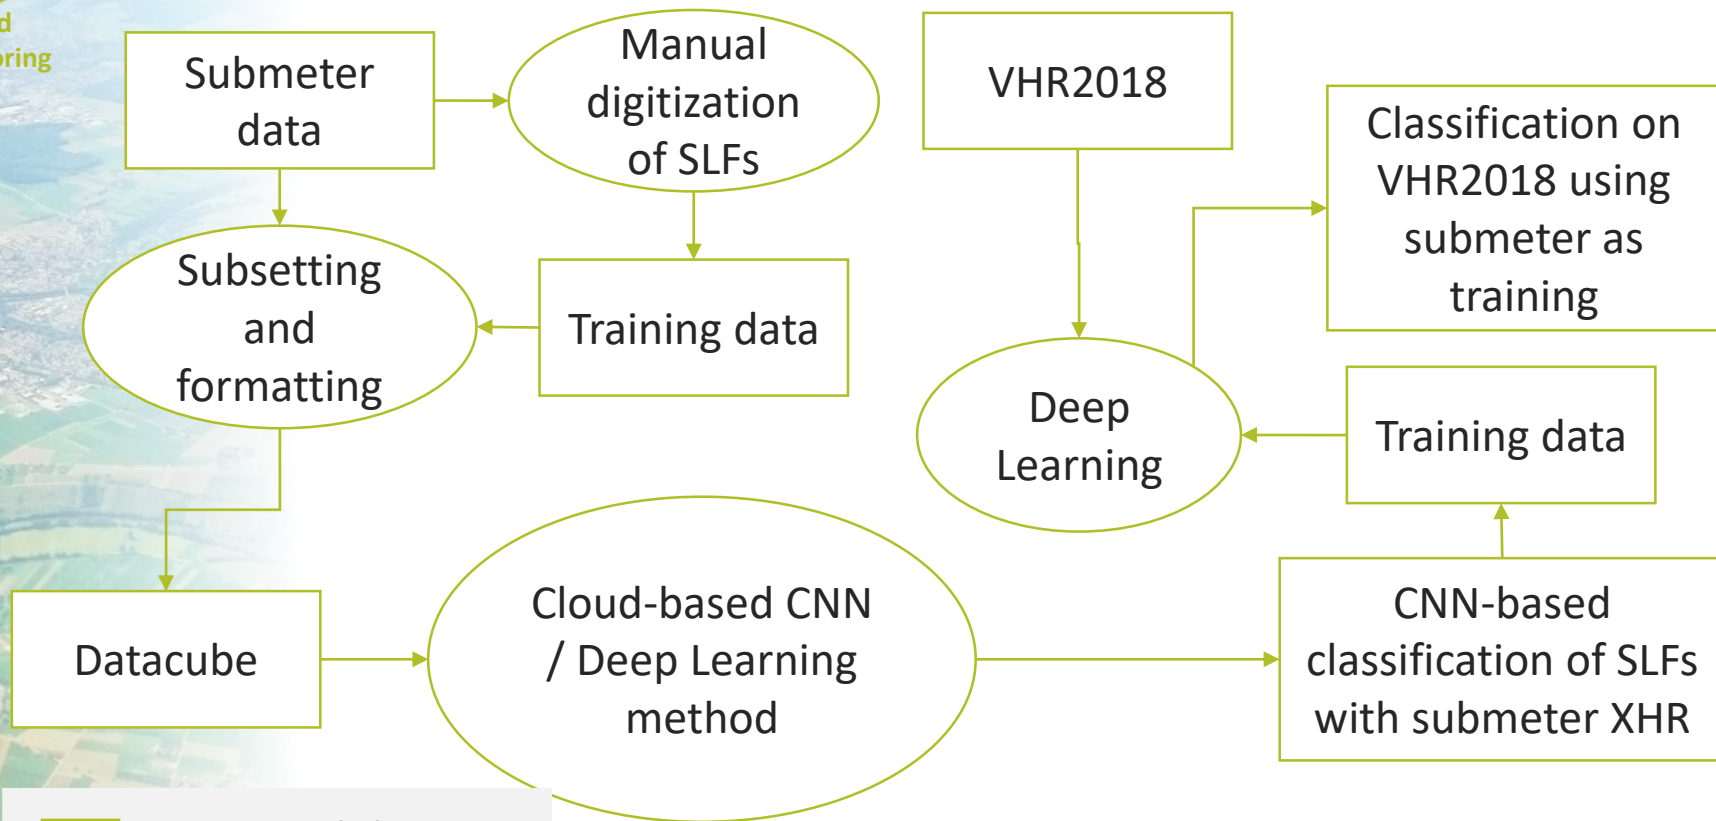 Submeter
data
Manual
digitization
of SLFs
VHR2018
Classification on
VHR2018 using
submeter as
training
Subsetting
and
formatting
Training data
Deep
Learning
Training data
Datacube
Cloud-based CNN
/ Deep Learning
method
CNN-based
classification of SLFs
with submeter XHR